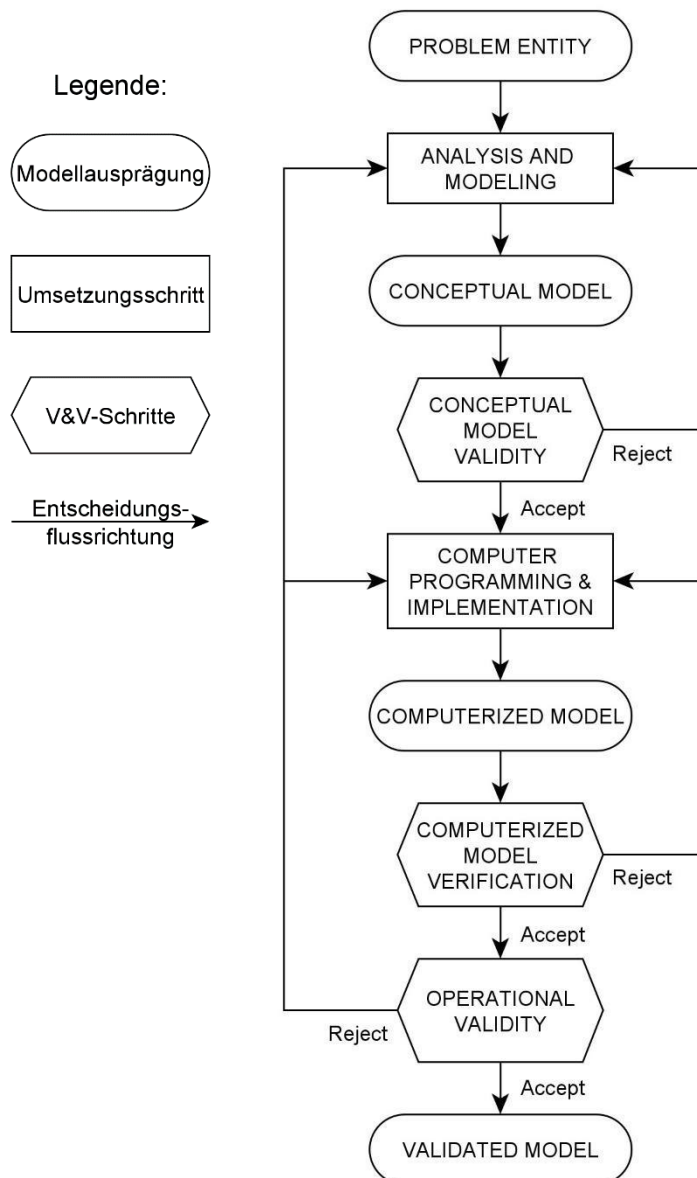 Legende:
Modellausprägung
Umsetzungsschritt
V&V-Schritte
Entscheidungs-
flussrichtung
PROBLEM ENTITY
ANALYSIS AND
MODELING
CONCEPTUAL MODEL
CONCEPTUAL
MODEL
VALIDITY
Reject
Accept
COMPUTER
PROGRAMMING &
IMPLEMENTATION
COMPUTERIZED MODEL
COMPUTERIZED
MODEL
VERIFICATION
Reject
Accept
OPERATIONAL
VALIDITY
Reject
Accept
VALIDATED MODEL